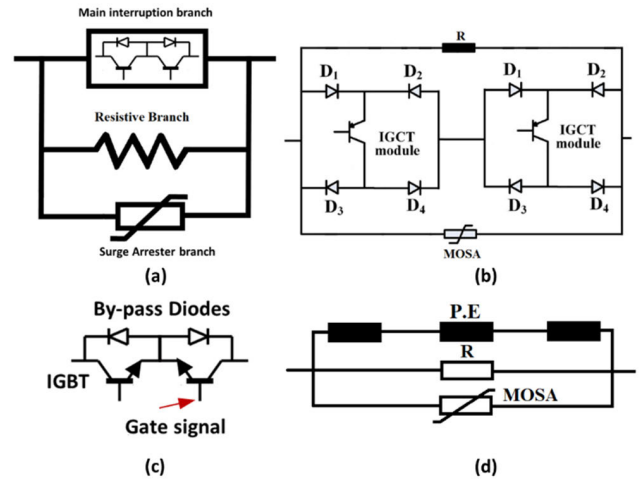 Main interruption branch
Resistive Branch
Surge Arrester branch
(a)
R
D1 D2 D1 D2
IGCT module IGCT module
D3 D4 D3 D4
MOSA
(b)
By-pass Diodes
IGBT
Gate signal
(c)
P.E
R
MOSA
(d)